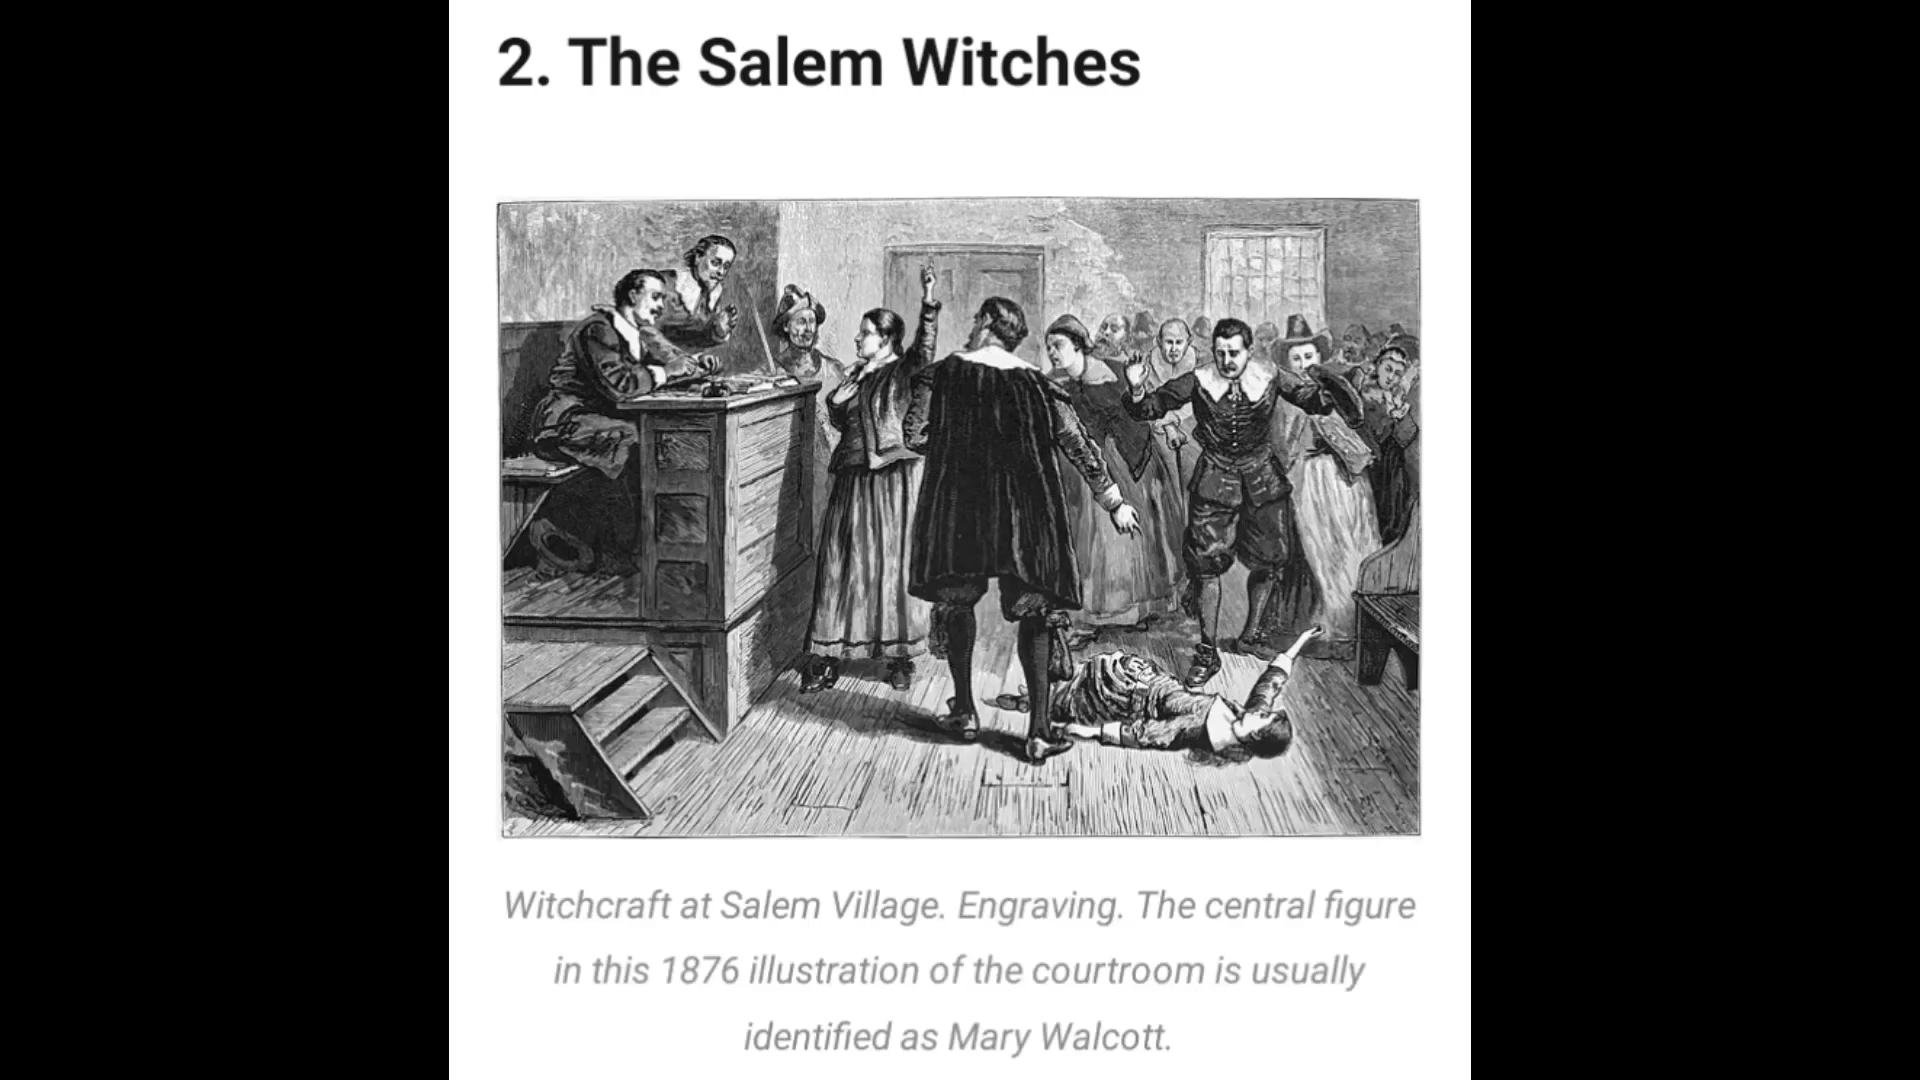 2. The Salem Witches
Witchcraft at Salem Village. Engraving. The central figure
in this 1876 illustration of the courtroom is usually
identified as Mary Walcott.